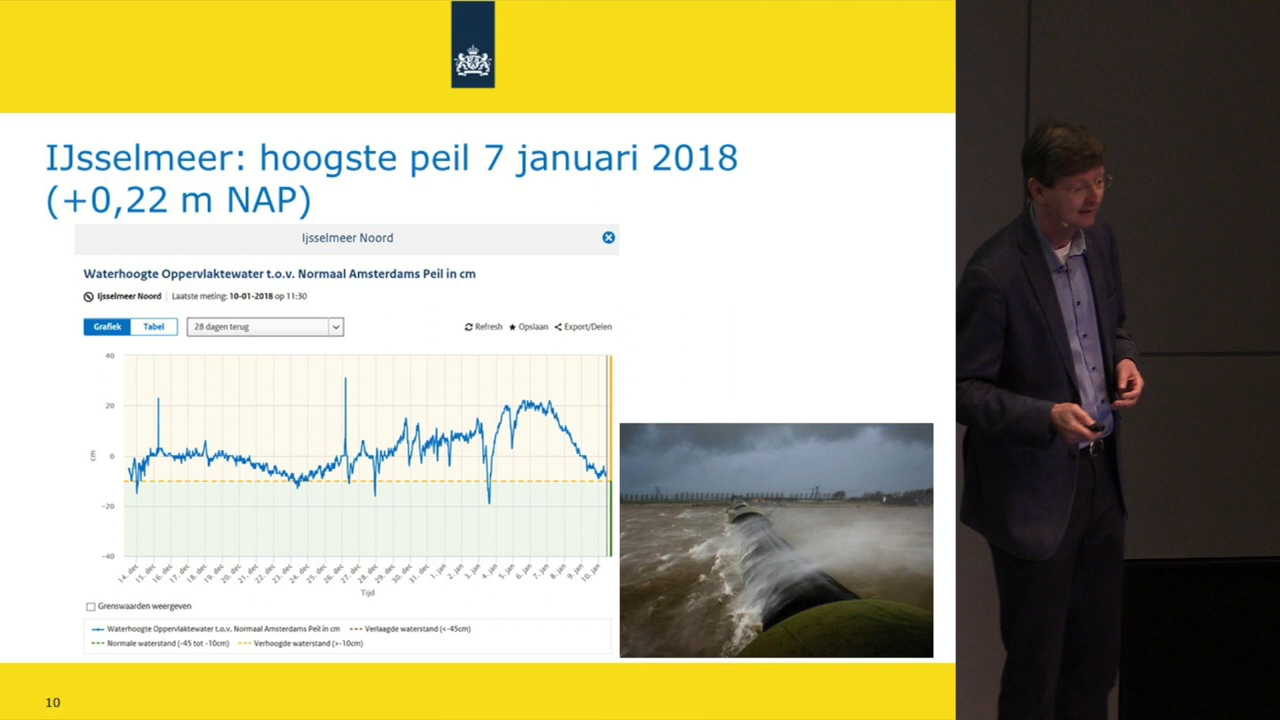 IJsselmeer: hoogste peil 7 januari 2018
(+0,22 m NAP)
Ijsselmeer Noord
Waterhoogte Oppervlaktewater t.o.v. Normaal Amsterdams Peil in cm
Ijsselmeer Noord Laatste meting: 10-01-2018 op 11:30
Grafiek Tabel 28 dagen terug Refresh Opslaan Export/Delen
40
20
0
-20
-40
cm
14. dec 15. dec 16. dec 17. dec 18. dec 19. dec 20. dec 21. dec 22. dec 23. dec 24. dec 25. dec 26. dec 27. dec 28. dec 29. dec 30. dec 31. dec 1. jan 2. jan 3. jan 4. jan 5. jan 6. jan 7. jan 8. jan 9. jan 10. jan
Tijd
Grenswaarden weergeven
Waterhoogte Oppervlaktewater t.o.v. Normaal Amsterdams Peil in cm Verlaagde waterstand (<-45cm)
Normale waterstand (-45 tot -10cm) Verhoogde waterstand (>-10cm)
10